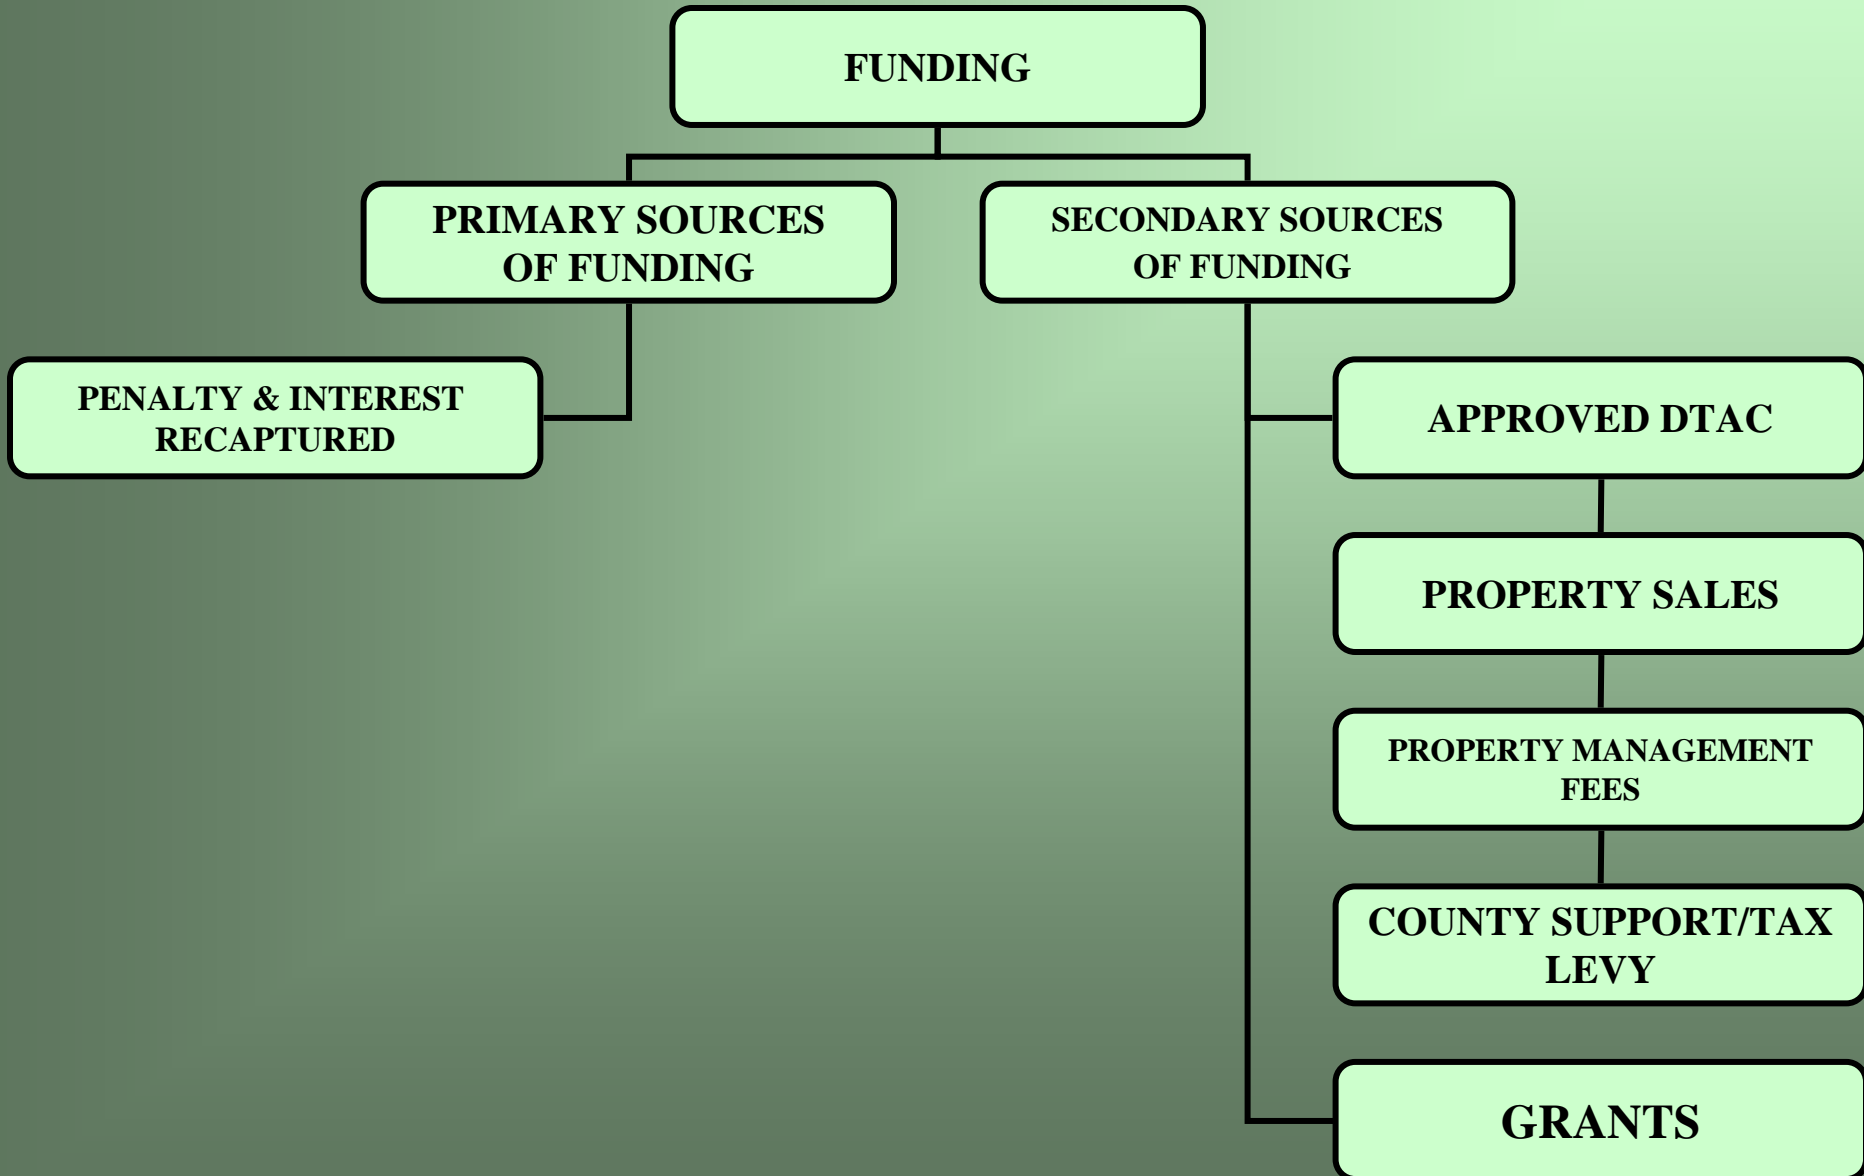 FUNDING
PRIMARY SOURCES
OF FUNDING
SECONDARY SOURCES
OF FUNDING
PENALTY & INTEREST
RECAPTURED
APPROVED DTAC
PROPERTY SALES
PROPERTY MANAGEMENT
FEES
COUNTY SUPPORT/TAX
LEVY
GRANTS